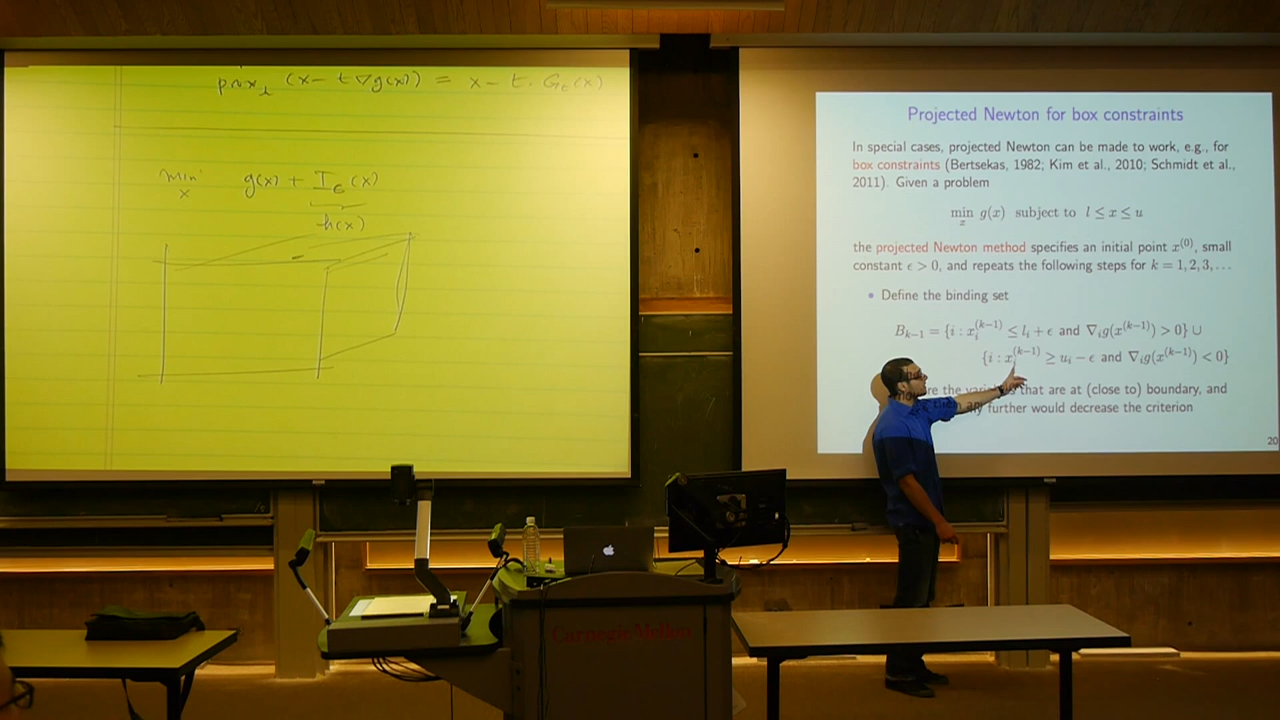 prox_t (x - t ∇g(x)) = x - t · G_t(x)
min g(x) + I_C(x)
x
h(x)
Projected Newton for box constraints
In special cases, projected Newton can be made to work, e.g., for
box constraints (Bertsekas, 1982; Kim et al., 2010; Schmidt et al.,
2011). Given a problem
min g(x) subject to l ≤ x ≤ u
x
the projected Newton method specifies an initial point x^(0), small
constant ϵ > 0, and repeats the following steps for k = 1, 2, 3, . . .
• Define the binding set
B_{k−1} = {i : x_i^(k−1) ≤ l_i + ϵ and ∇_i g(x^(k−1)) > 0} ∪
{i : x_i^(k−1) ≥ u_i − ϵ and ∇_i g(x^(k−1)) < 0}
are the variables that are at (close to) boundary, and
further would decrease the criterion
20
Carnegie Mellon